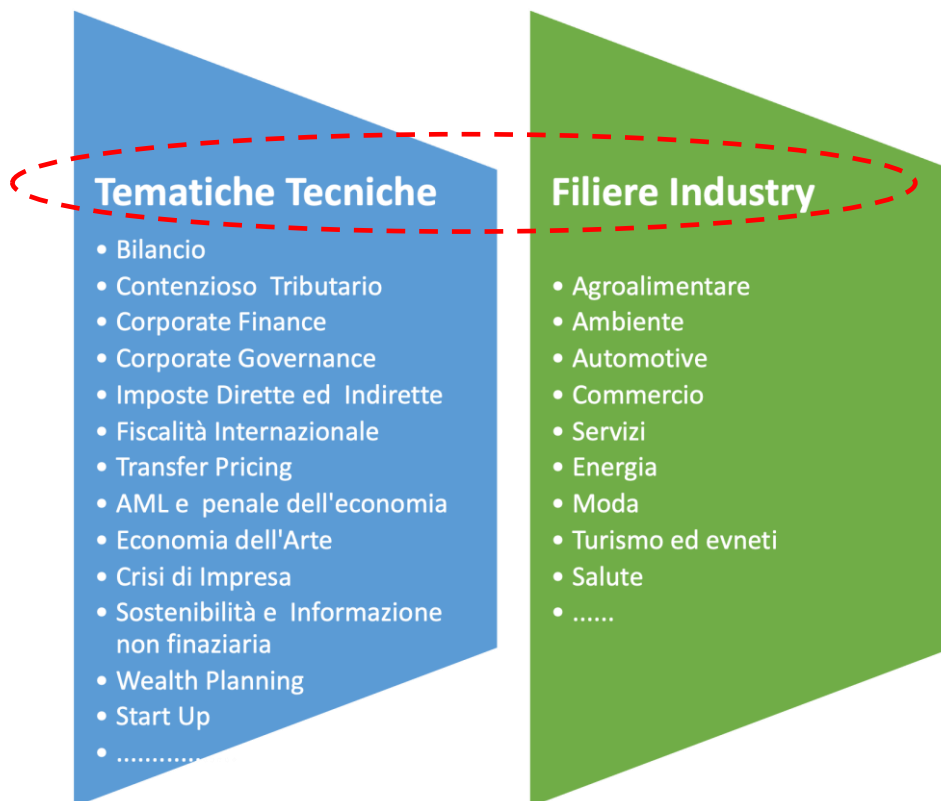 Tematiche Tecniche
• Bilancio
• Contenzioso Tributario
• Corporate Finance
• Corporate Governance
• Imposte Dirette ed Indirette
• Fiscalità Internazionale
• Transfer Pricing
• AML e penale dell'economia
• Economia dell'Arte
• Crisi di Impresa
• Sostenibilità e Informazione
non finaziaria
• Wealth Planning
• Start Up
• .............
Filiere Industry
• Agroalimentare
• Ambiente
• Automotive
• Commercio
• Servizi
• Energia
• Moda
• Turismo ed evneti
• Salute
• ......